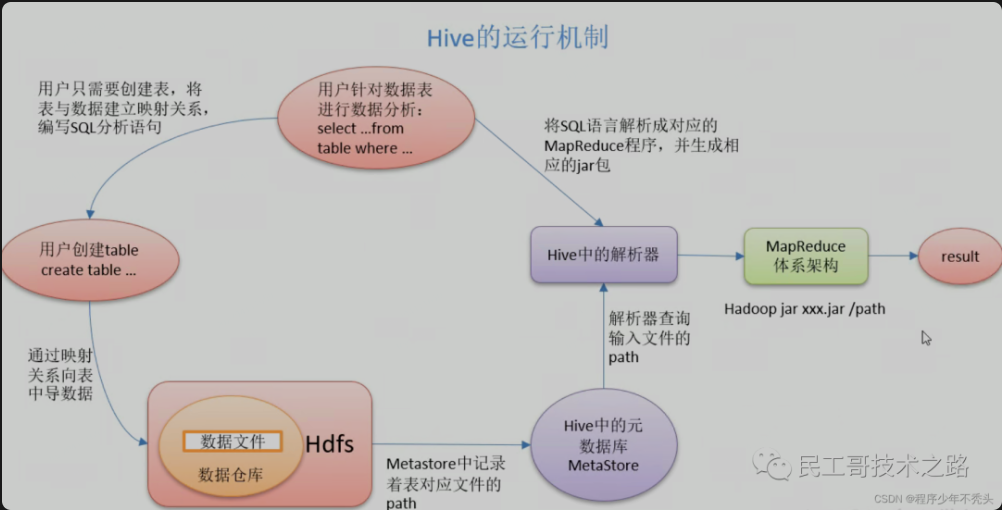 Hive的运行机制
用户只需要创建表，将
表与数据建立映射关系，
编写SQL分析语句
用户针对数据表
进行数据分析：
select ...from
table where ...
将SQL语言解析成对应的
MapReduce程序，并生成相
应的jar包
用户创建table
create table ...
Hive中的解析器
MapReduce
体系架构
result
Hadoop jar xxx.jar /path
解析器查询
输入文件的
path
通过映射
关系向表
中导数据
数据文件
数据仓库
Hdfs
Metastore中记录
着表对应文件的
path
Hive中的元
数据库
MetaStore
民工哥技术之路
CSDN @程序少年不秃头